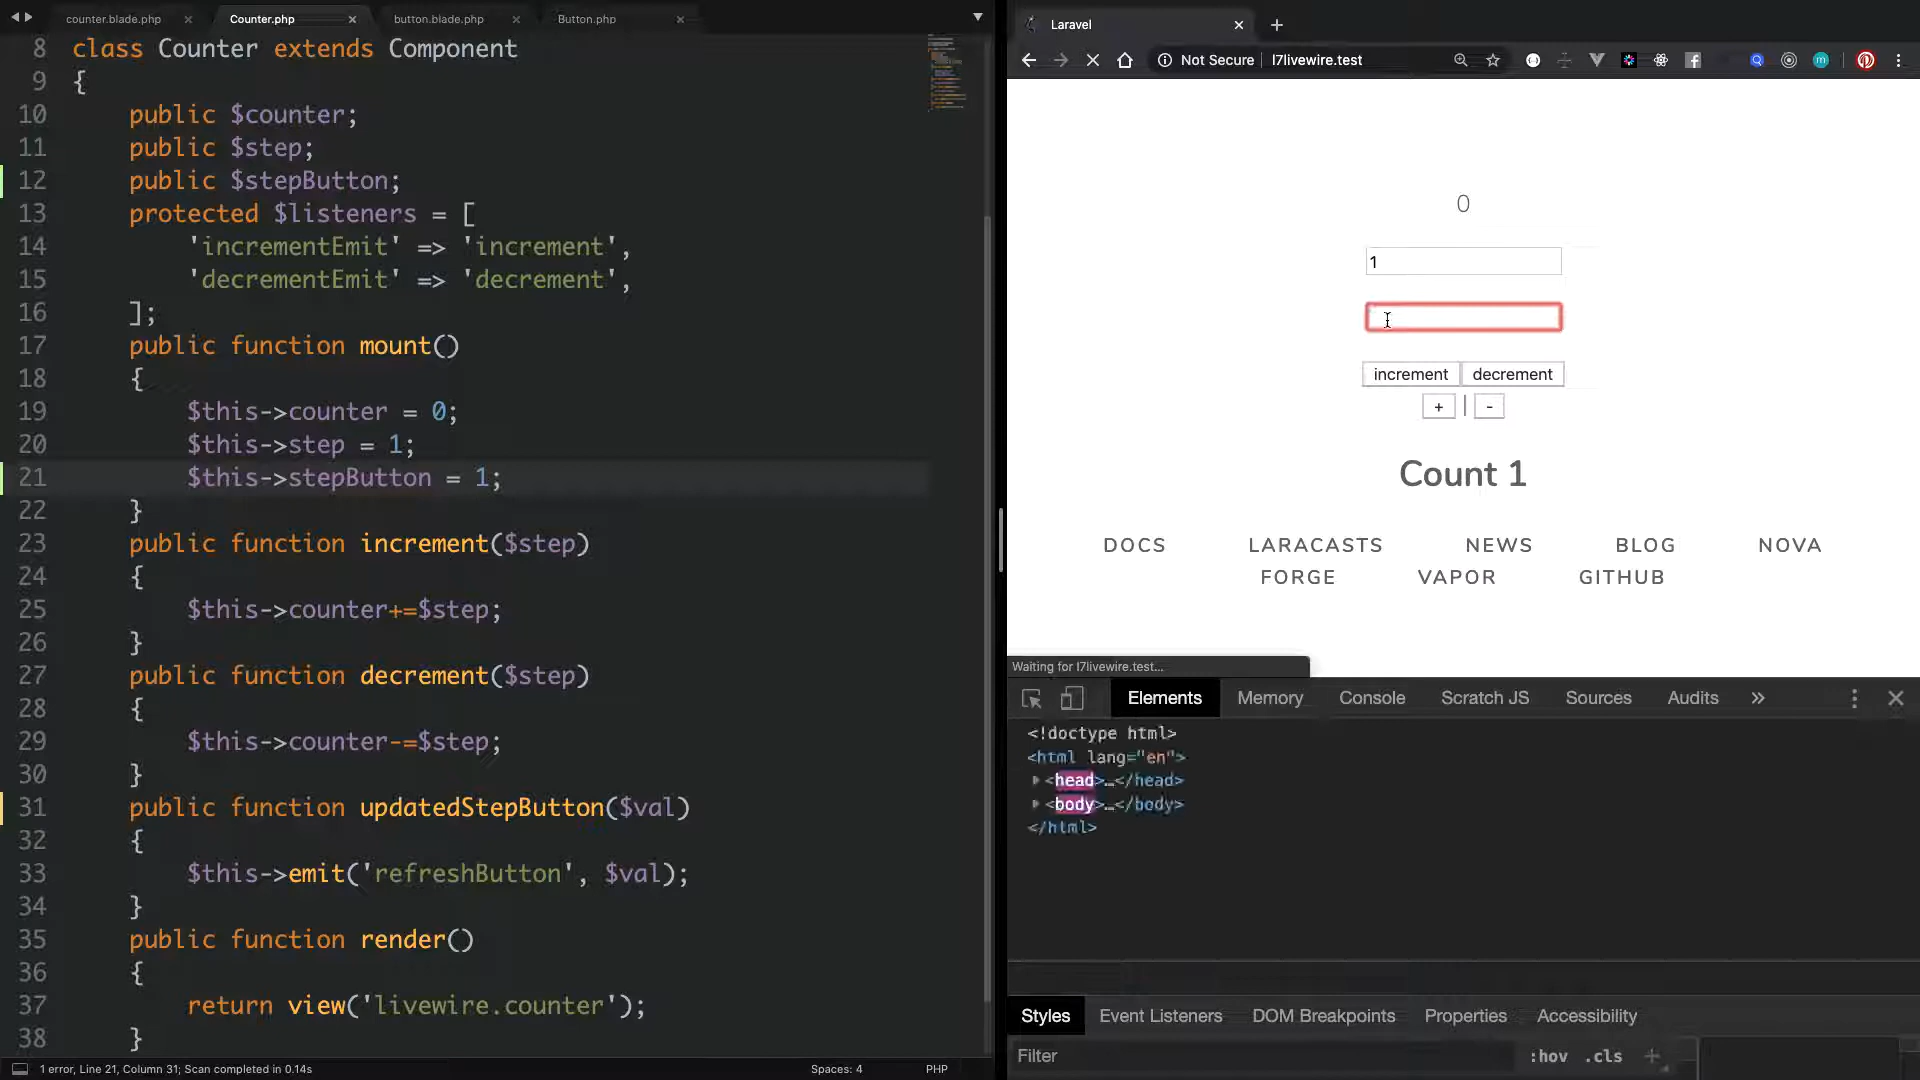 counter.blade.php
Counter.php
button.blade.php
Button.php
8 class Counter extends Component
9 {
10 public $counter;
11 public $step;
12 public $stepButton;
13 protected $listeners = [
14 'incrementEmit' => 'increment',
15 'decrementEmit' => 'decrement',
16 ];
17 public function mount()
18 {
19 $this->counter = 0;
20 $this->step = 1;
21 $this->stepButton = 1;
22 }
23 public function increment($step)
24 {
25 $this->counter+=$step;
26 }
27 public function decrement($step)
28 {
29 $this->counter-=$step;
30 }
31 public function updatedStepButton($val)
32 {
33 $this->emit('refreshButton', $val);
34 }
35 public function render()
36 {
37 return view('livewire.counter');
38 }
1 error, Line 21, Column 31; Scan completed in 0.14s
Spaces: 4
PHP
Laravel
Not Secure | l7livewire.test
0
1
increment decrement
+ | -
Count 1
DOCS LARACASTS NEWS BLOG NOVA
FORGE VAPOR GITHUB
Waiting for l7livewire.test...
Elements Memory Console Scratch JS Sources Audits »
<!doctype html>
<html lang="en">
<head>…</head>
<body>…</body>
</html>
Styles Event Listeners DOM Breakpoints Properties Accessibility
Filter
:hov .cls +